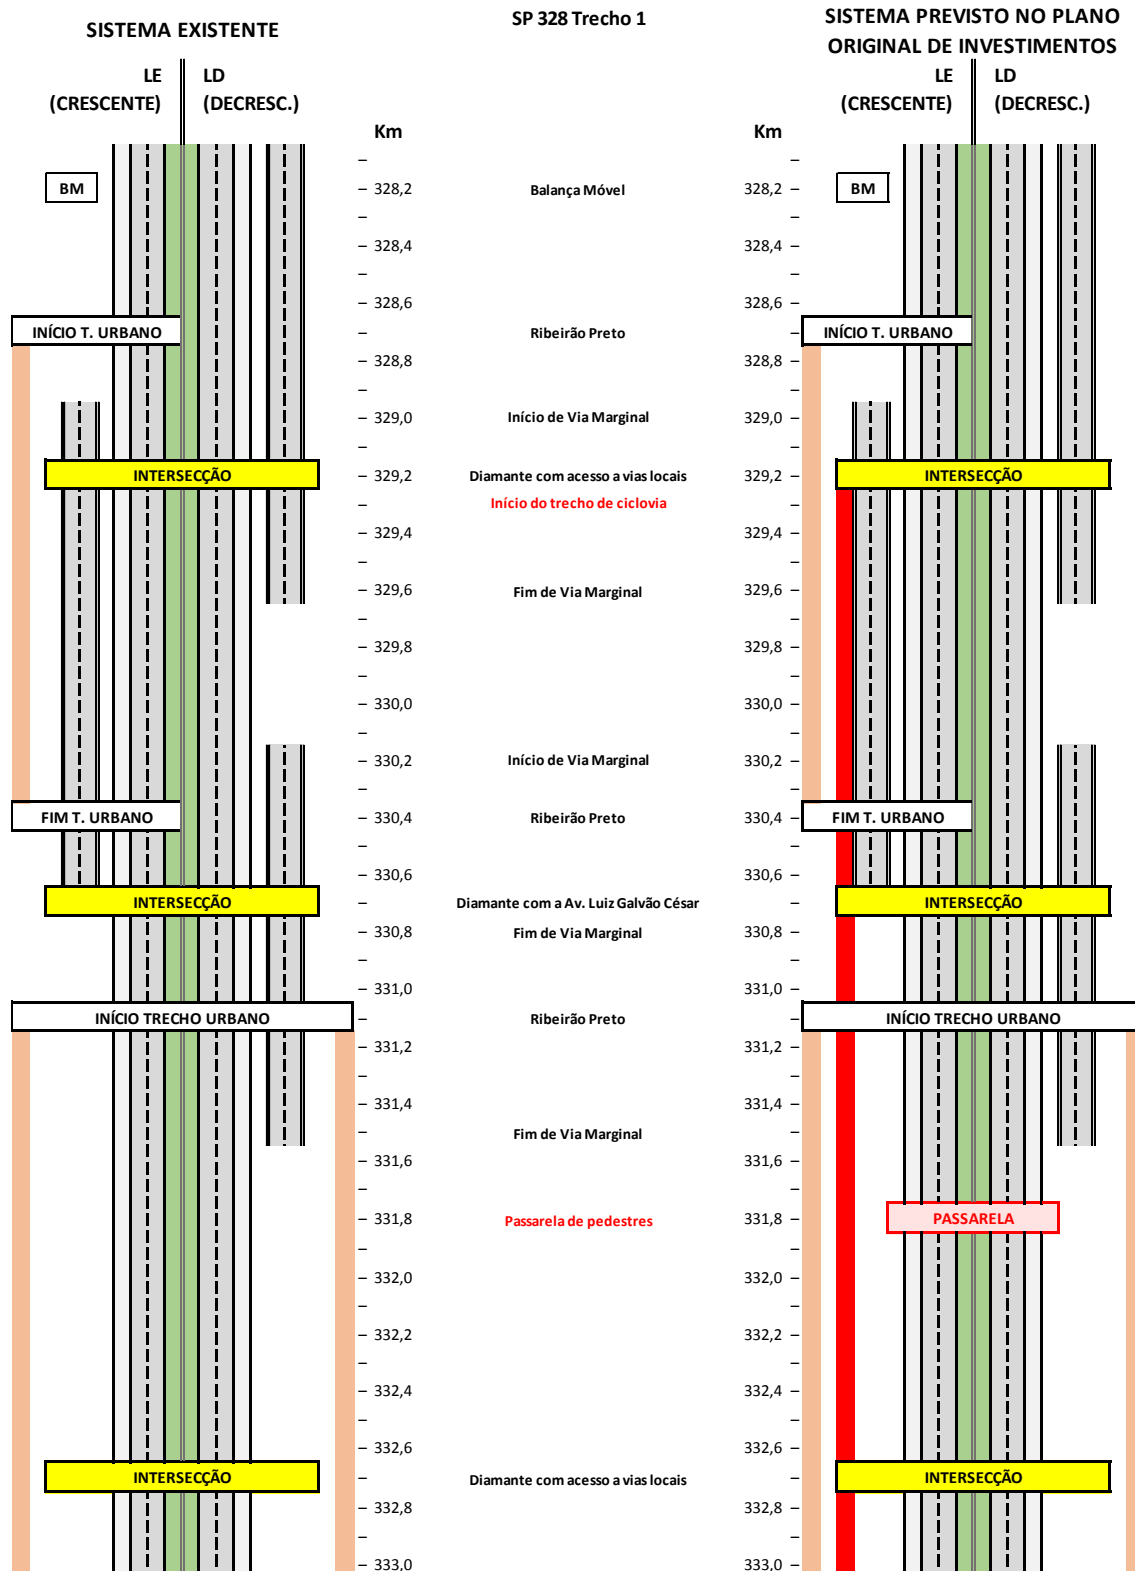 SP 328 Trecho 1
SISTEMA EXISTENTE
SISTEMA PREVISTO NO PLANO
ORIGINAL DE INVESTIMENTOS
LE LD LE LD
(CRESCENTE) (DECRESC.) (CRESCENTE) (DECRESC.)
Km Km
BM 328,2 Balança Móvel 328,2 BM
328,4 328,4
328,6 328,6
INÍCIO T. URBANO Ribeirão Preto INÍCIO T. URBANO
328,8 328,8
329,0 Início de Via Marginal 329,0
INTERSECÇÃO 329,2 Diamante com acesso a vias locais 329,2 INTERSECÇÃO
Início do trecho de ciclovia
329,4 329,4
329,6 Fim de Via Marginal 329,6
329,8 329,8
330,0 330,0
330,2 Início de Via Marginal 330,2
FIM T. URBANO 330,4 Ribeirão Preto 330,4 FIM T. URBANO
330,6 330,6
INTERSECÇÃO Diamante com a Av. Luiz Galvão César INTERSECÇÃO
330,8 Fim de Via Marginal 330,8
331,0 331,0
INÍCIO TRECHO URBANO Ribeirão Preto INÍCIO TRECHO URBANO
331,2 331,2
331,4 331,4
Fim de Via Marginal
331,6 331,6
331,8 Passarela de pedestres 331,8 PASSARELA
332,0 332,0
332,2 332,2
332,4 332,4
332,6 332,6
INTERSECÇÃO Diamante com acesso a vias locais INTERSECÇÃO
332,8 332,8
333,0 333,0